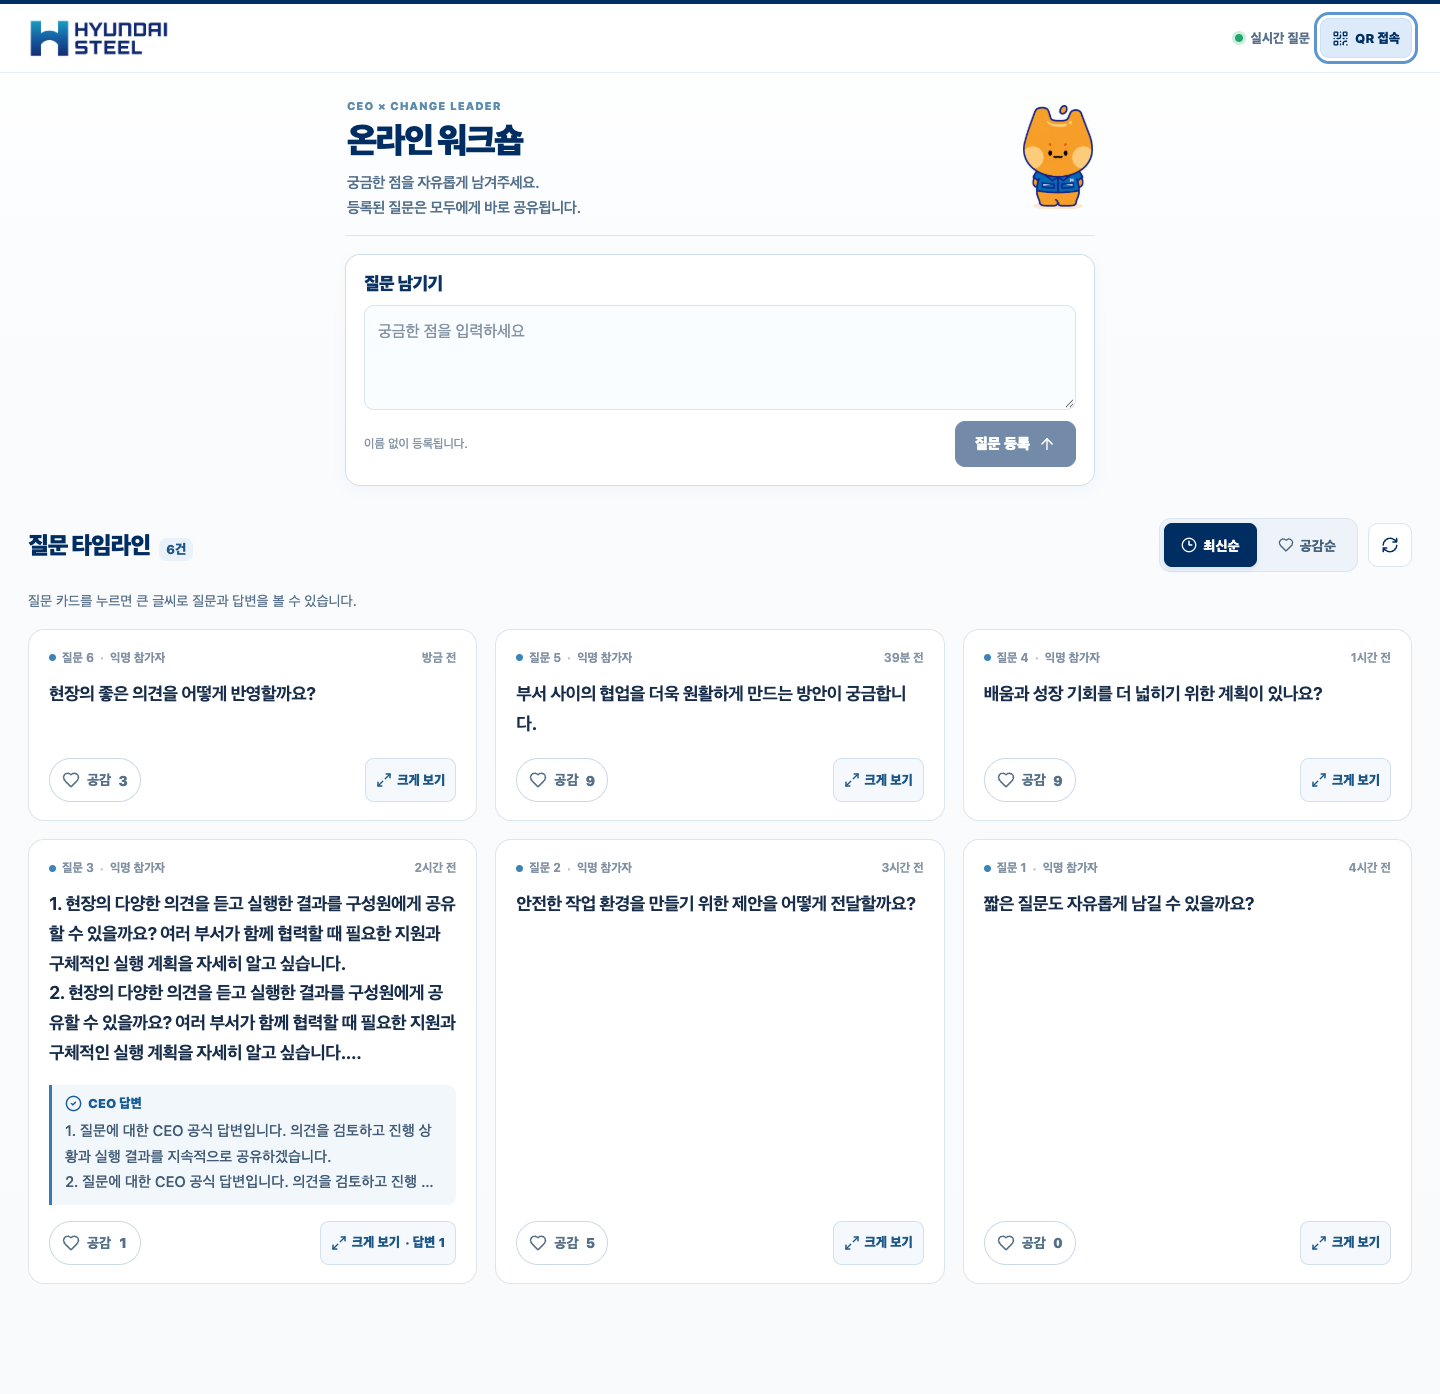 HYUNDAI
STEEL
실시간 질문
QR 접속
CEO × CHANGE LEADER
온라인 워크숍
궁금한 점을 자유롭게 남겨주세요.
등록된 질문은 모두에게 바로 공유됩니다.
질문 남기기
궁금한 점을 입력하세요
이름 없이 등록됩니다.
질문 등록
질문 타임라인 6건
최신순
공감순
질문 카드를 누르면 큰 글씨로 질문과 답변을 볼 수 있습니다.
질문 6 · 익명 참가자 방금 전
현장의 좋은 의견을 어떻게 반영할까요?
공감 3
크게 보기
질문 5 · 익명 참가자 39분 전
부서 사이의 협업을 더욱 원활하게 만드는 방안이 궁금합니
다.
공감 9
크게 보기
질문 4 · 익명 참가자 1시간 전
배움과 성장 기회를 더 넓히기 위한 계획이 있나요?
공감 9
크게 보기
질문 3 · 익명 참가자 2시간 전
1. 현장의 다양한 의견을 듣고 실행한 결과를 구성원에게 공유
할 수 있을까요? 여러 부서가 함께 협력할 때 필요한 지원과
구체적인 실행 계획을 자세히 알고 싶습니다.
2. 현장의 다양한 의견을 듣고 실행한 결과를 구성원에게 공
유할 수 있을까요? 여러 부서가 함께 협력할 때 필요한 지원과
구체적인 실행 계획을 자세히 알고 싶습니다....
CEO 답변
1. 질문에 대한 CEO 공식 답변입니다. 의견을 검토하고 진행 상
황과 실행 결과를 지속적으로 공유하겠습니다.
2. 질문에 대한 CEO 공식 답변입니다. 의견을 검토하고 진행 ...
공감 1
크게 보기 · 답변 1
질문 2 · 익명 참가자 3시간 전
안전한 작업 환경을 만들기 위한 제안을 어떻게 전달할까요?
공감 5
크게 보기
질문 1 · 익명 참가자 4시간 전
짧은 질문도 자유롭게 남길 수 있을까요?
공감 0
크게 보기